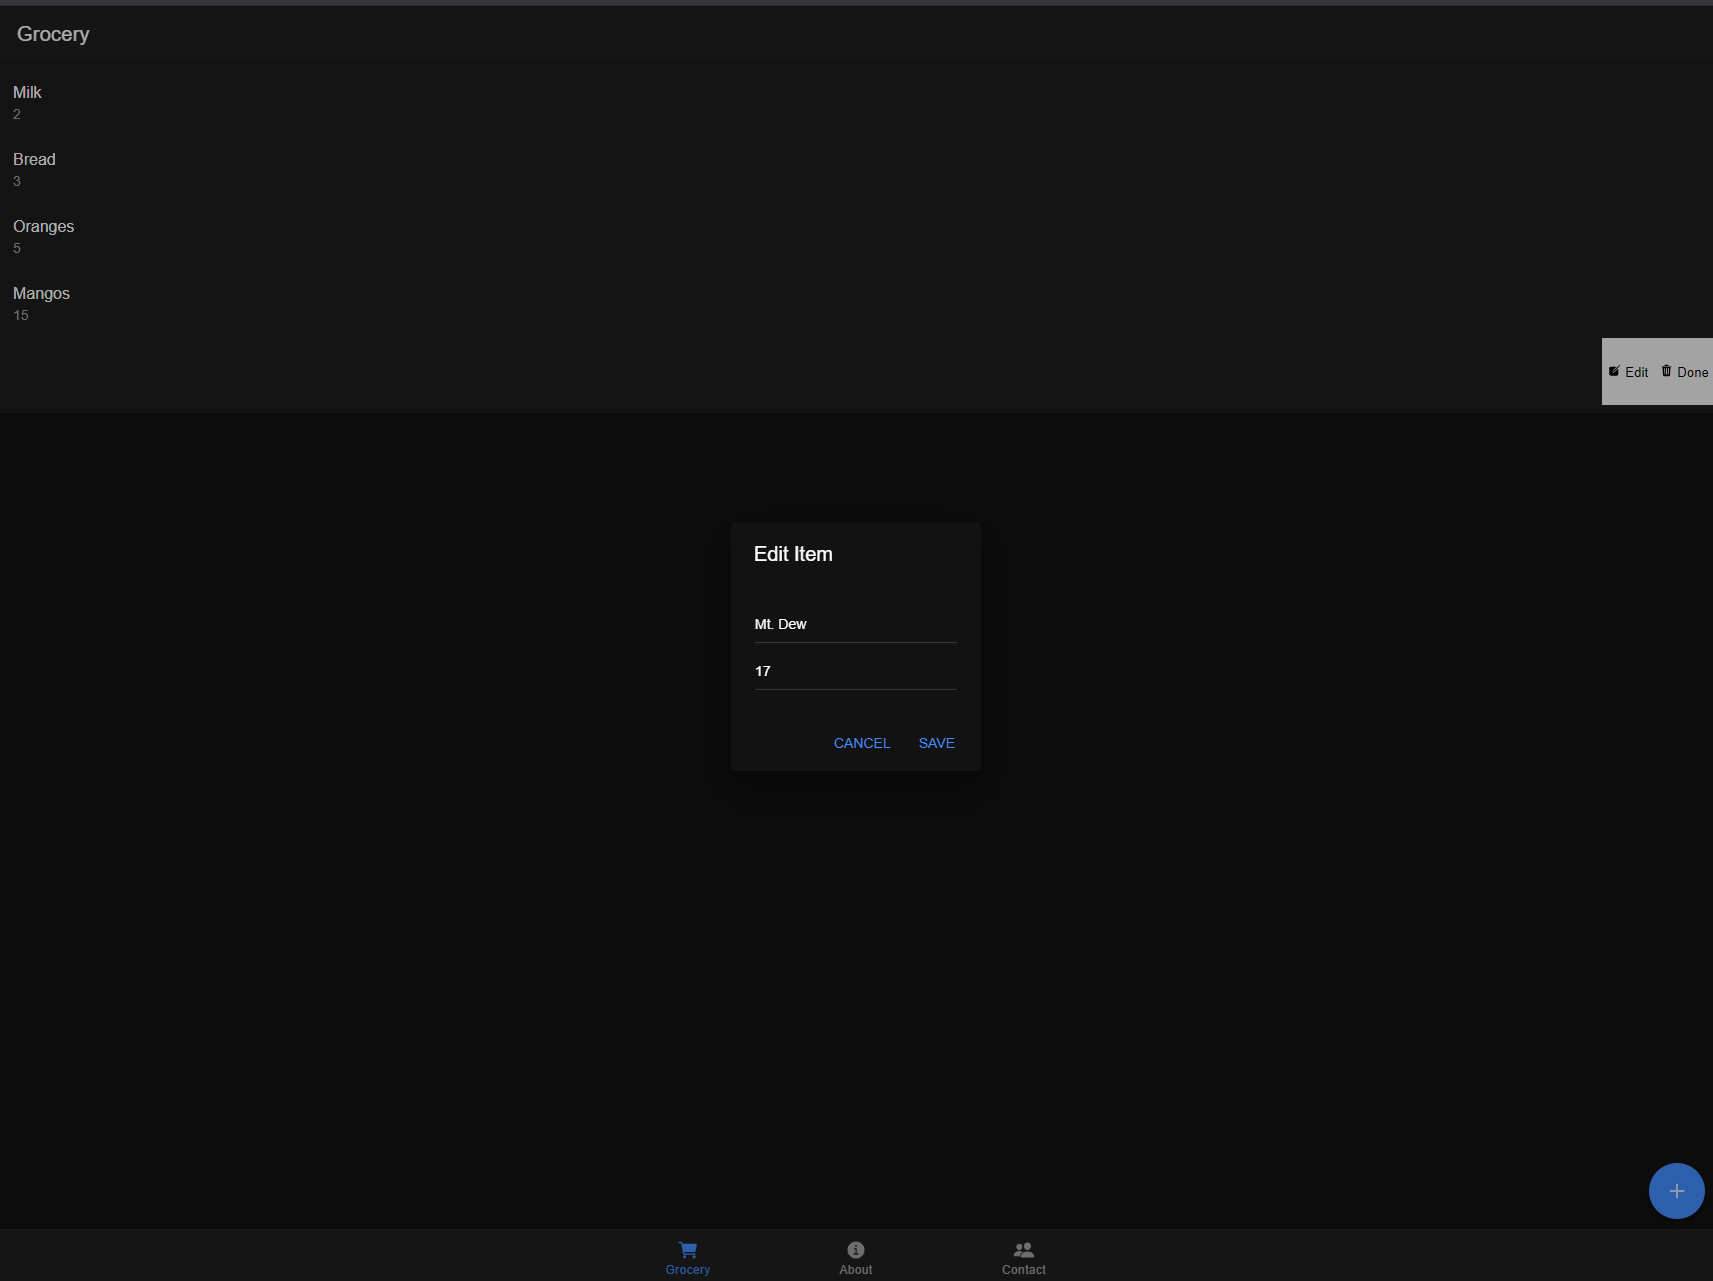 Grocery
Milk
2
Bread
3
Oranges
5
Mangos
15
Edit Done
Edit Item
Mt. Dew
17
CANCEL SAVE
Grocery About Contact